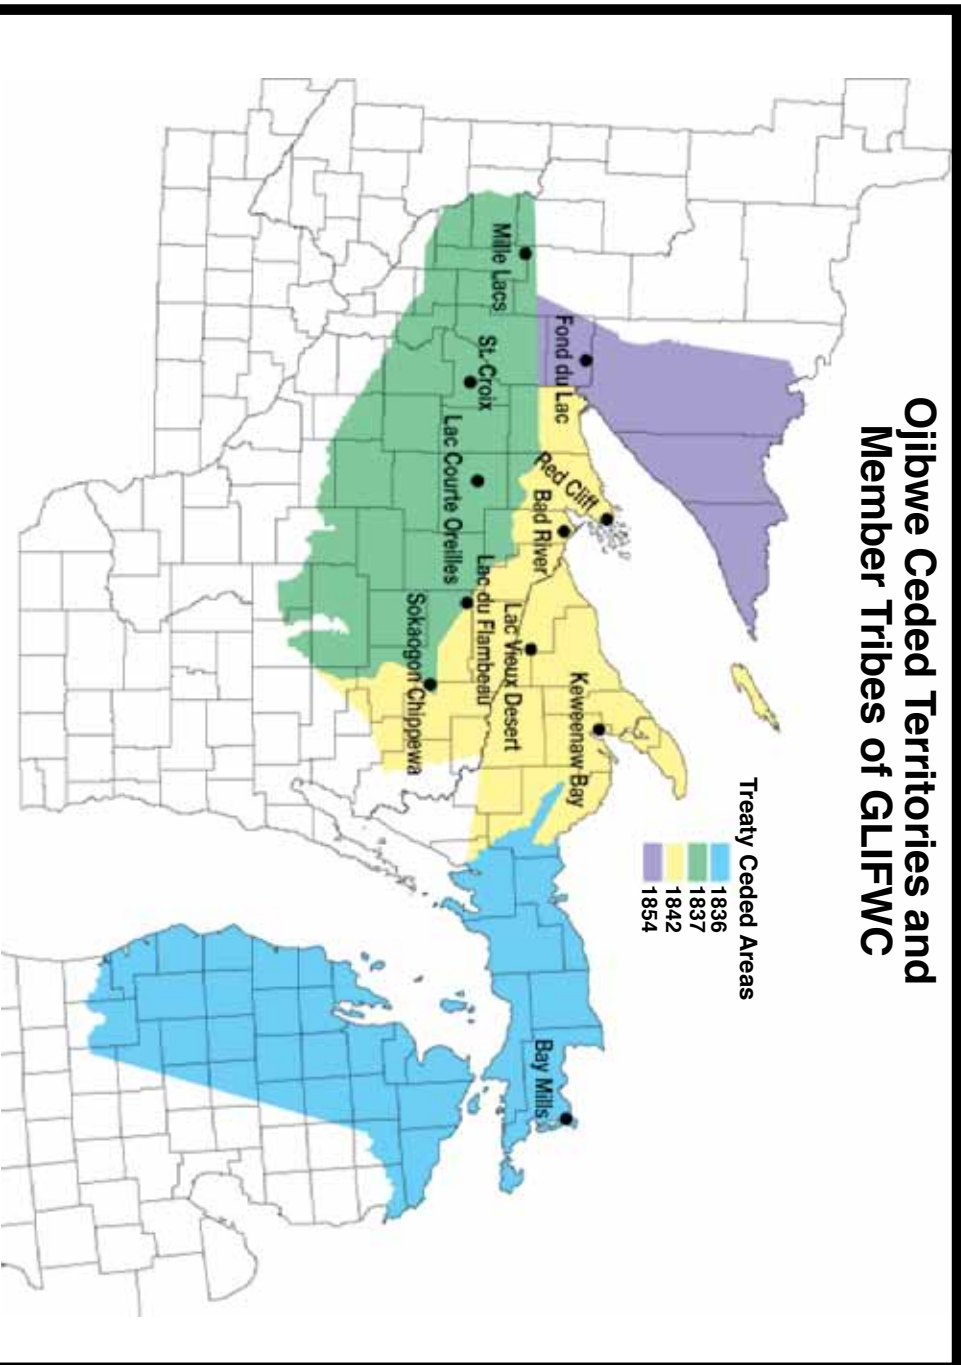 Ojibwe Ceded Territories and
Member Tribes of GLIFWC
Treaty Ceded Areas
1836
1837
1842
1854
Fond du Lac
Mille Lacs
St. Croix
Lac Courte Oreilles
Red Cliff
Bad River
Lac du Flambeau
Lac Vieux Desert
Sokaogon Chippewa
Keweenaw Bay
Bay Mills